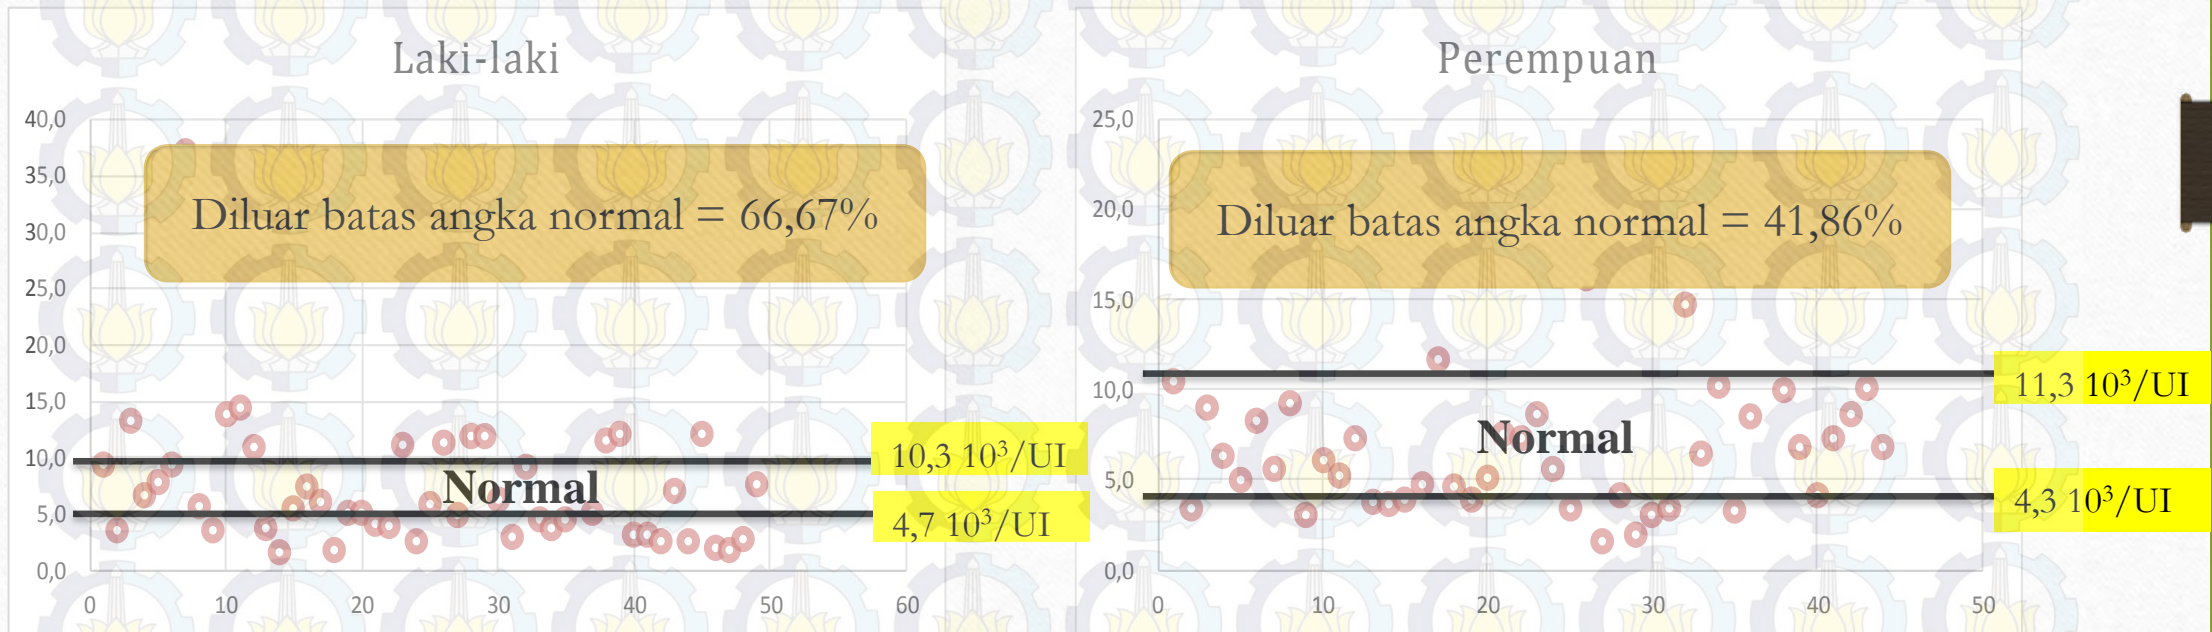 Laki-laki
40,0
35,0
30,0
25,0
20,0
15,0
10,0
5,0
0,0
0 10 20 30 40 50 60
Diluar batas angka normal = 66,67%
Normal
10,3 10³/UI
4,7 10³/UI
Perempuan
25,0
20,0
15,0
10,0
5,0
0,0
0 10 20 30 40 50
Diluar batas angka normal = 41,86%
Normal
11,3 10³/UI
4,3 10³/UI